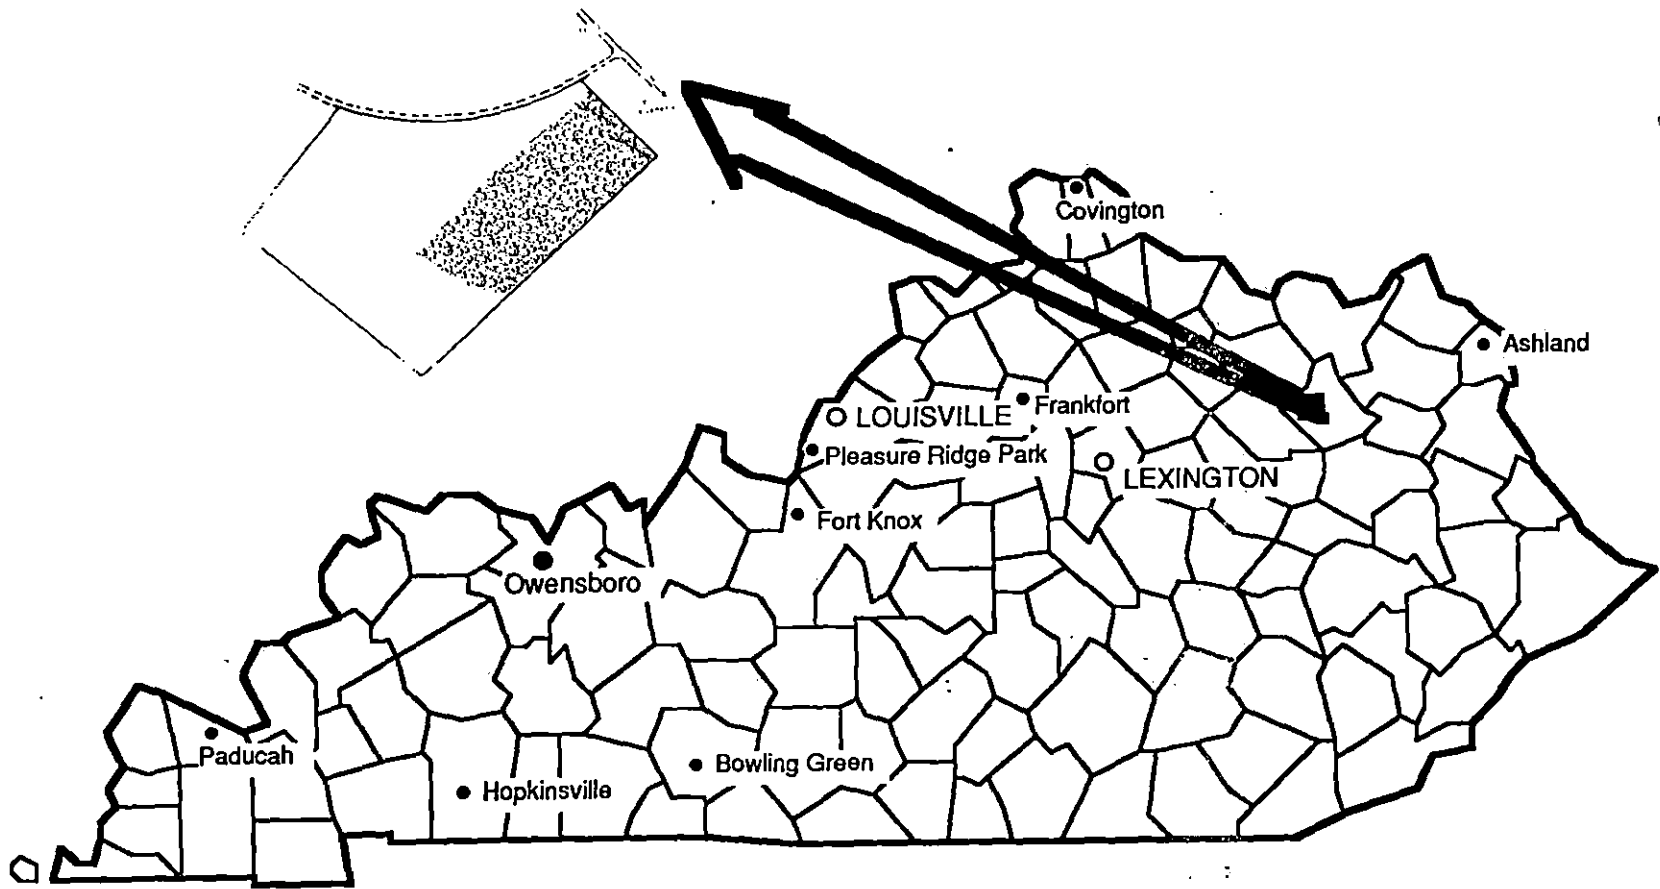 Covington
Ashland
LOUISVILLE
Frankfort
Pleasure Ridge Park
LEXINGTON
Fort Knox
Owensboro
Paducah
Bowling Green
Hopkinsville